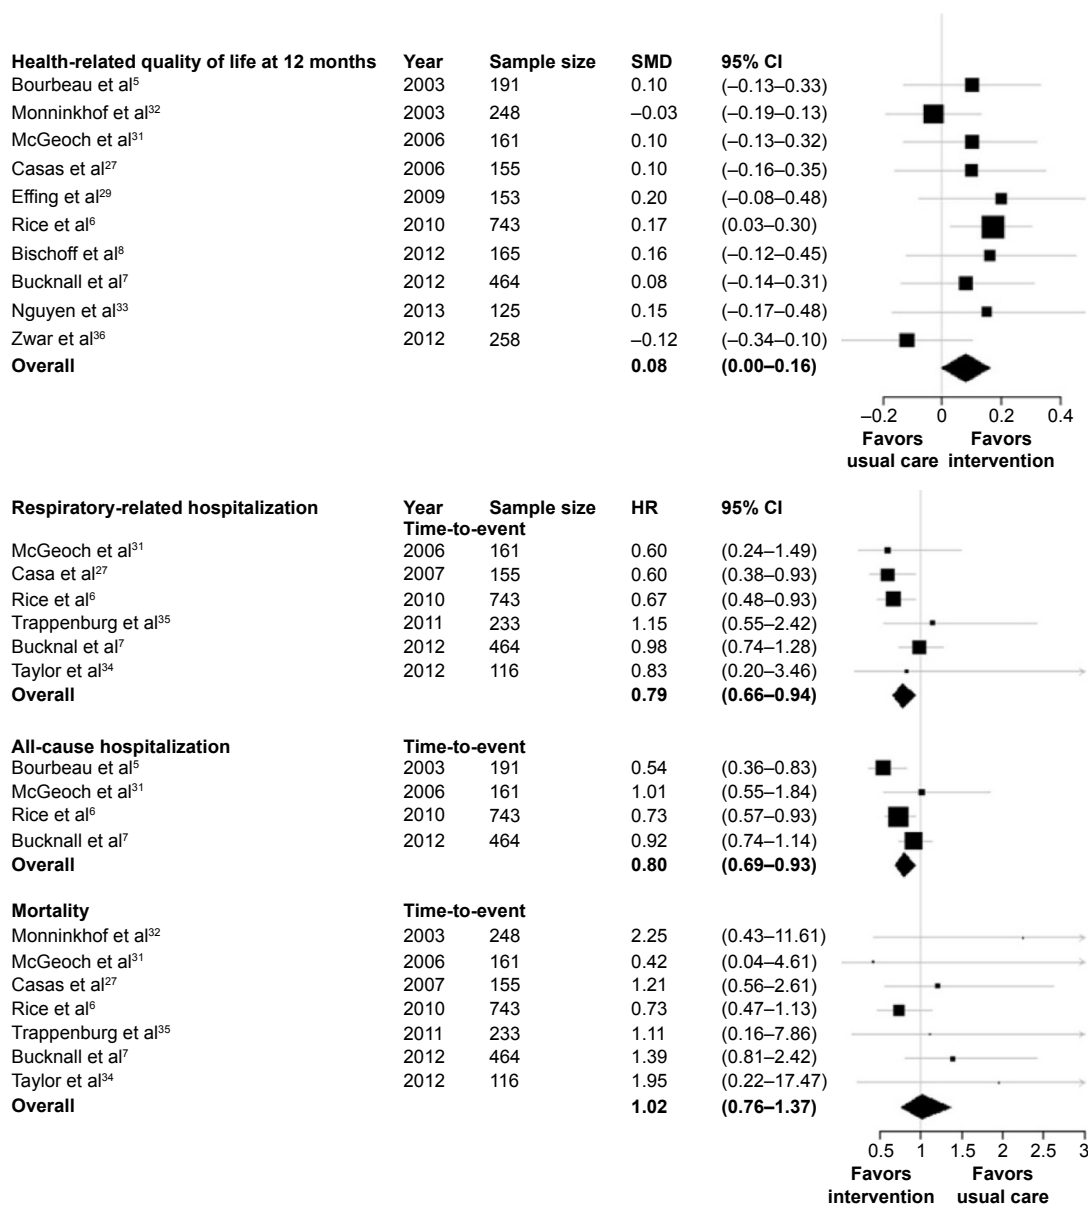 Health-related quality of life at 12 months Year Sample size SMD 95% CI
Bourbeau et al⁵ 2003 191 0.10 (–0.13–0.33)
Monninkhof et al³² 2003 248 –0.03 (–0.19–0.13)
McGeoch et al³¹ 2006 161 0.10 (–0.13–0.32)
Casas et al²⁷ 2006 155 0.10 (–0.16–0.35)
Effing et al²⁹ 2009 153 0.20 (–0.08–0.48)
Rice et al⁶ 2010 743 0.17 (0.03–0.30)
Bischoff et al⁸ 2012 165 0.16 (–0.12–0.45)
Bucknall et al⁷ 2012 464 0.08 (–0.14–0.31)
Nguyen et al³³ 2013 125 0.15 (–0.17–0.48)
Zwar et al³⁶ 2012 258 –0.12 (–0.34–0.10)
Overall 0.08 (0.00–0.16)
–0.2 0 0.2 0.4
Favors Favors
usual care intervention
Respiratory-related hospitalization Year Sample size HR 95% CI
Time-to-event
McGeoch et al³¹ 2006 161 0.60 (0.24–1.49)
Casa et al²⁷ 2007 155 0.60 (0.38–0.93)
Rice et al⁶ 2010 743 0.67 (0.48–0.93)
Trappenburg et al³⁵ 2011 233 1.15 (0.55–2.42)
Bucknal et al⁷ 2012 464 0.98 (0.74–1.28)
Taylor et al³⁴ 2012 116 0.83 (0.20–3.46)
Overall 0.79 (0.66–0.94)
All-cause hospitalization Time-to-event
Bourbeau et al⁵ 2003 191 0.54 (0.36–0.83)
McGeoch et al³¹ 2006 161 1.01 (0.55–1.84)
Rice et al⁶ 2010 743 0.73 (0.57–0.93)
Bucknall et al⁷ 2012 464 0.92 (0.74–1.14)
Overall 0.80 (0.69–0.93)
Mortality Time-to-event
Monninkhof et al³² 2003 248 2.25 (0.43–11.61)
McGeoch et al³¹ 2006 161 0.42 (0.04–4.61)
Casas et al²⁷ 2007 155 1.21 (0.56–2.61)
Rice et al⁶ 2010 743 0.73 (0.47–1.13)
Trappenburg et al³⁵ 2011 233 1.11 (0.16–7.86)
Bucknall et al⁷ 2012 464 1.39 (0.81–2.42)
Taylor et al³⁴ 2012 116 1.95 (0.22–17.47)
Overall 1.02 (0.76–1.37)
0.5 1 1.5 2 2.5 3
Favors Favors
intervention usual care